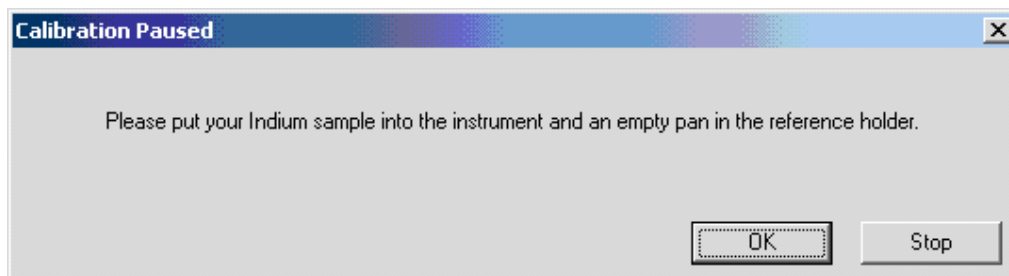 Calibration Paused
Please put your Indium sample into the instrument and an empty pan in the reference holder.
OK
Stop